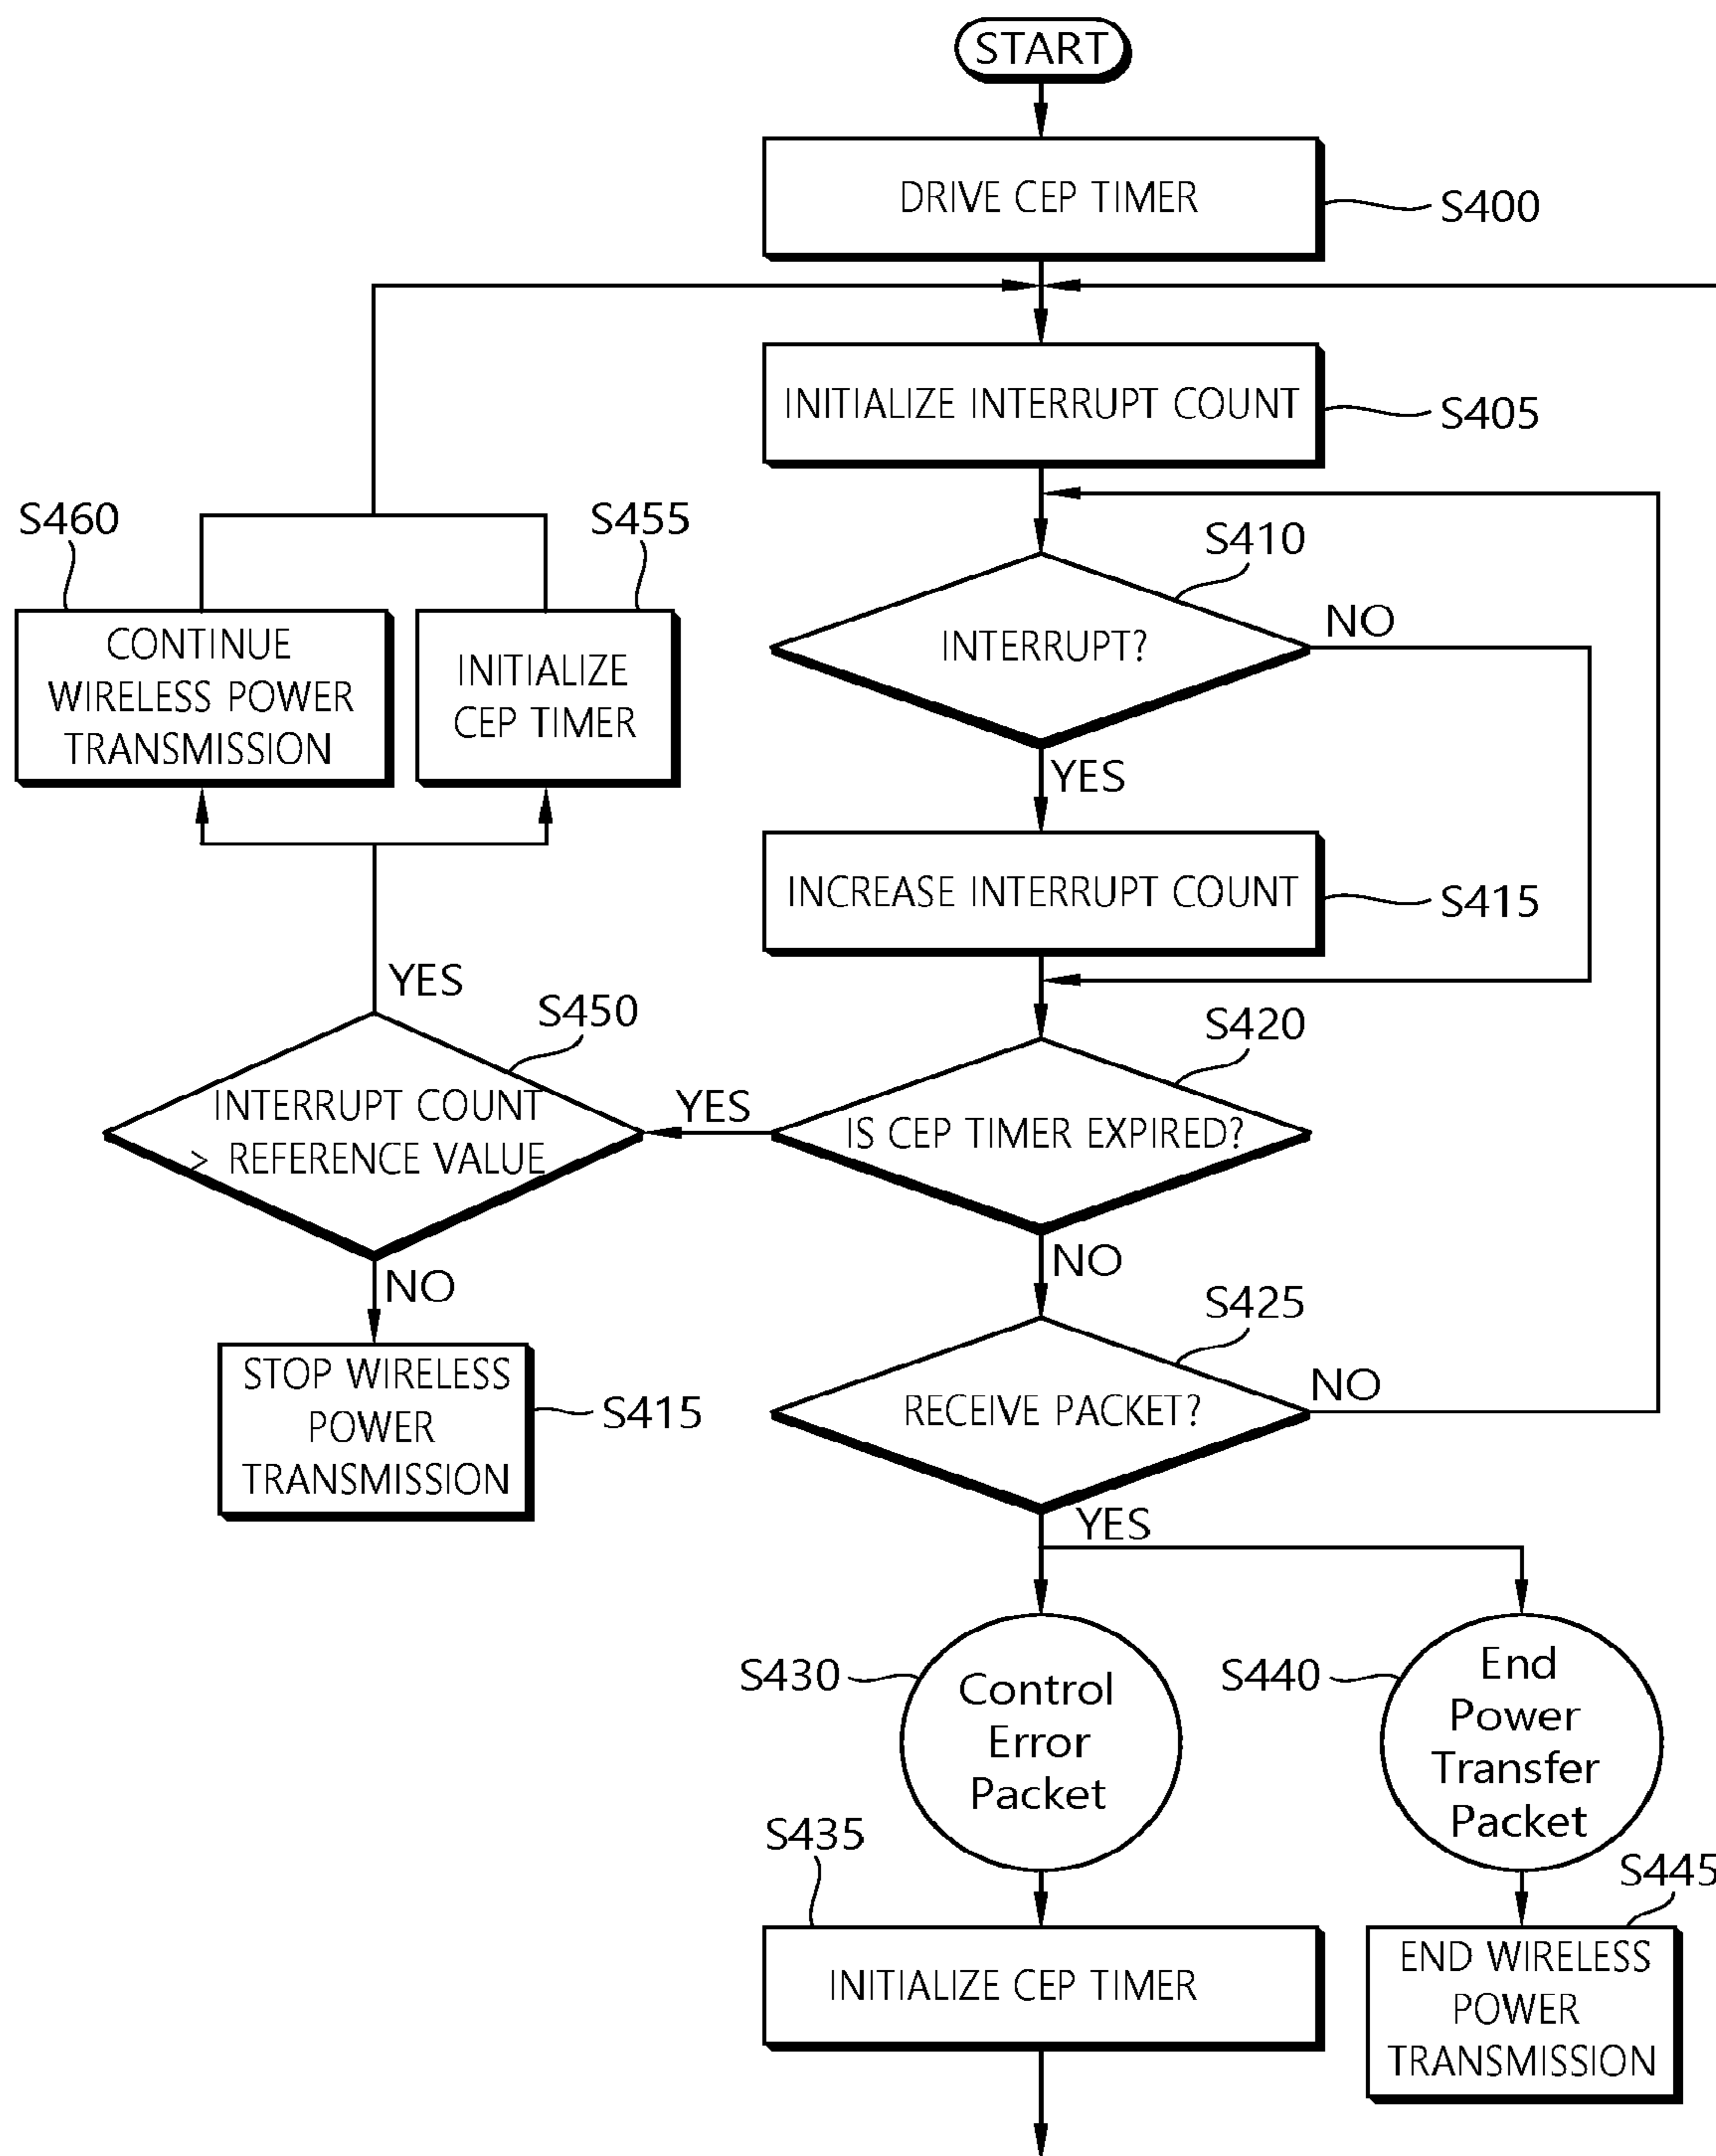 START
DRIVE CEP TIMER
S400
INITIALIZE INTERRUPT COUNT
S405
S460
S455
S410
CONTINUE
WIRELESS POWER
TRANSMISSION
INITIALIZE
CEP TIMER
INTERRUPT?
NO
YES
INCREASE INTERRUPT COUNT
S415
YES
S450
S420
INTERRUPT COUNT
> REFERENCE VALUE
YES
IS CEP TIMER EXPIRED?
NO
NO
S425
STOP WIRELESS
POWER
TRANSMISSION
S415
RECEIVE PACKET?
NO
YES
S430
Control
Error
Packet
S440
End
Power
Transfer
Packet
S435
S445
INITIALIZE CEP TIMER
END WIRELESS
POWER
TRANSMISSION